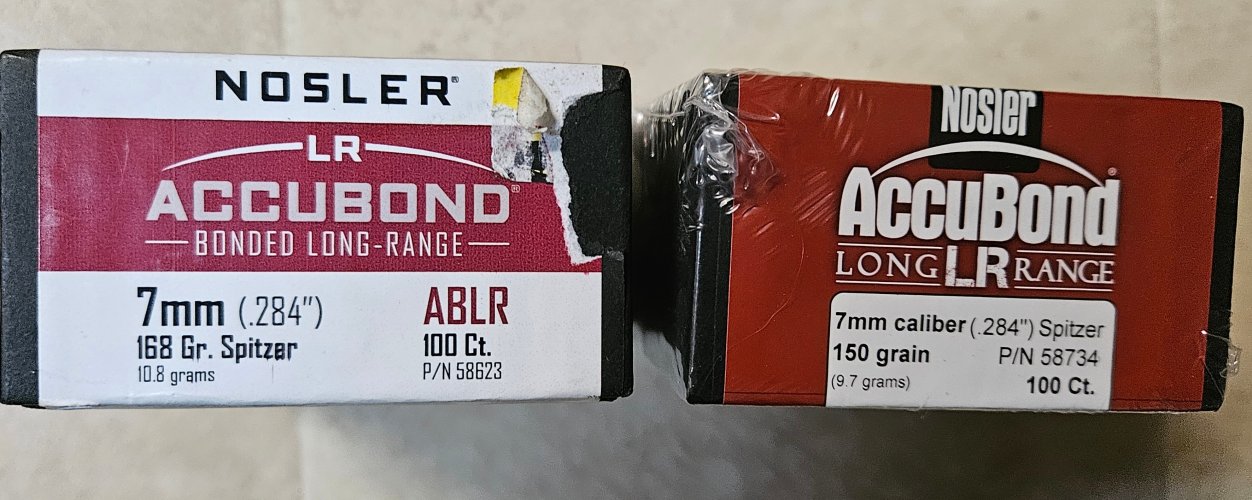 NOSLER®
LR
ACCUBOND®
BONDED LONG-RANGE
7mm (.284") ABLR
168 Gr. Spitzer 100 Ct.
10.8 grams P/N 58623
Nosler
AccuBond®
LONG LR RANGE
7mm caliber (.284") Spitzer
150 grain P/N 58734
(9.7 grams) 100 Ct.